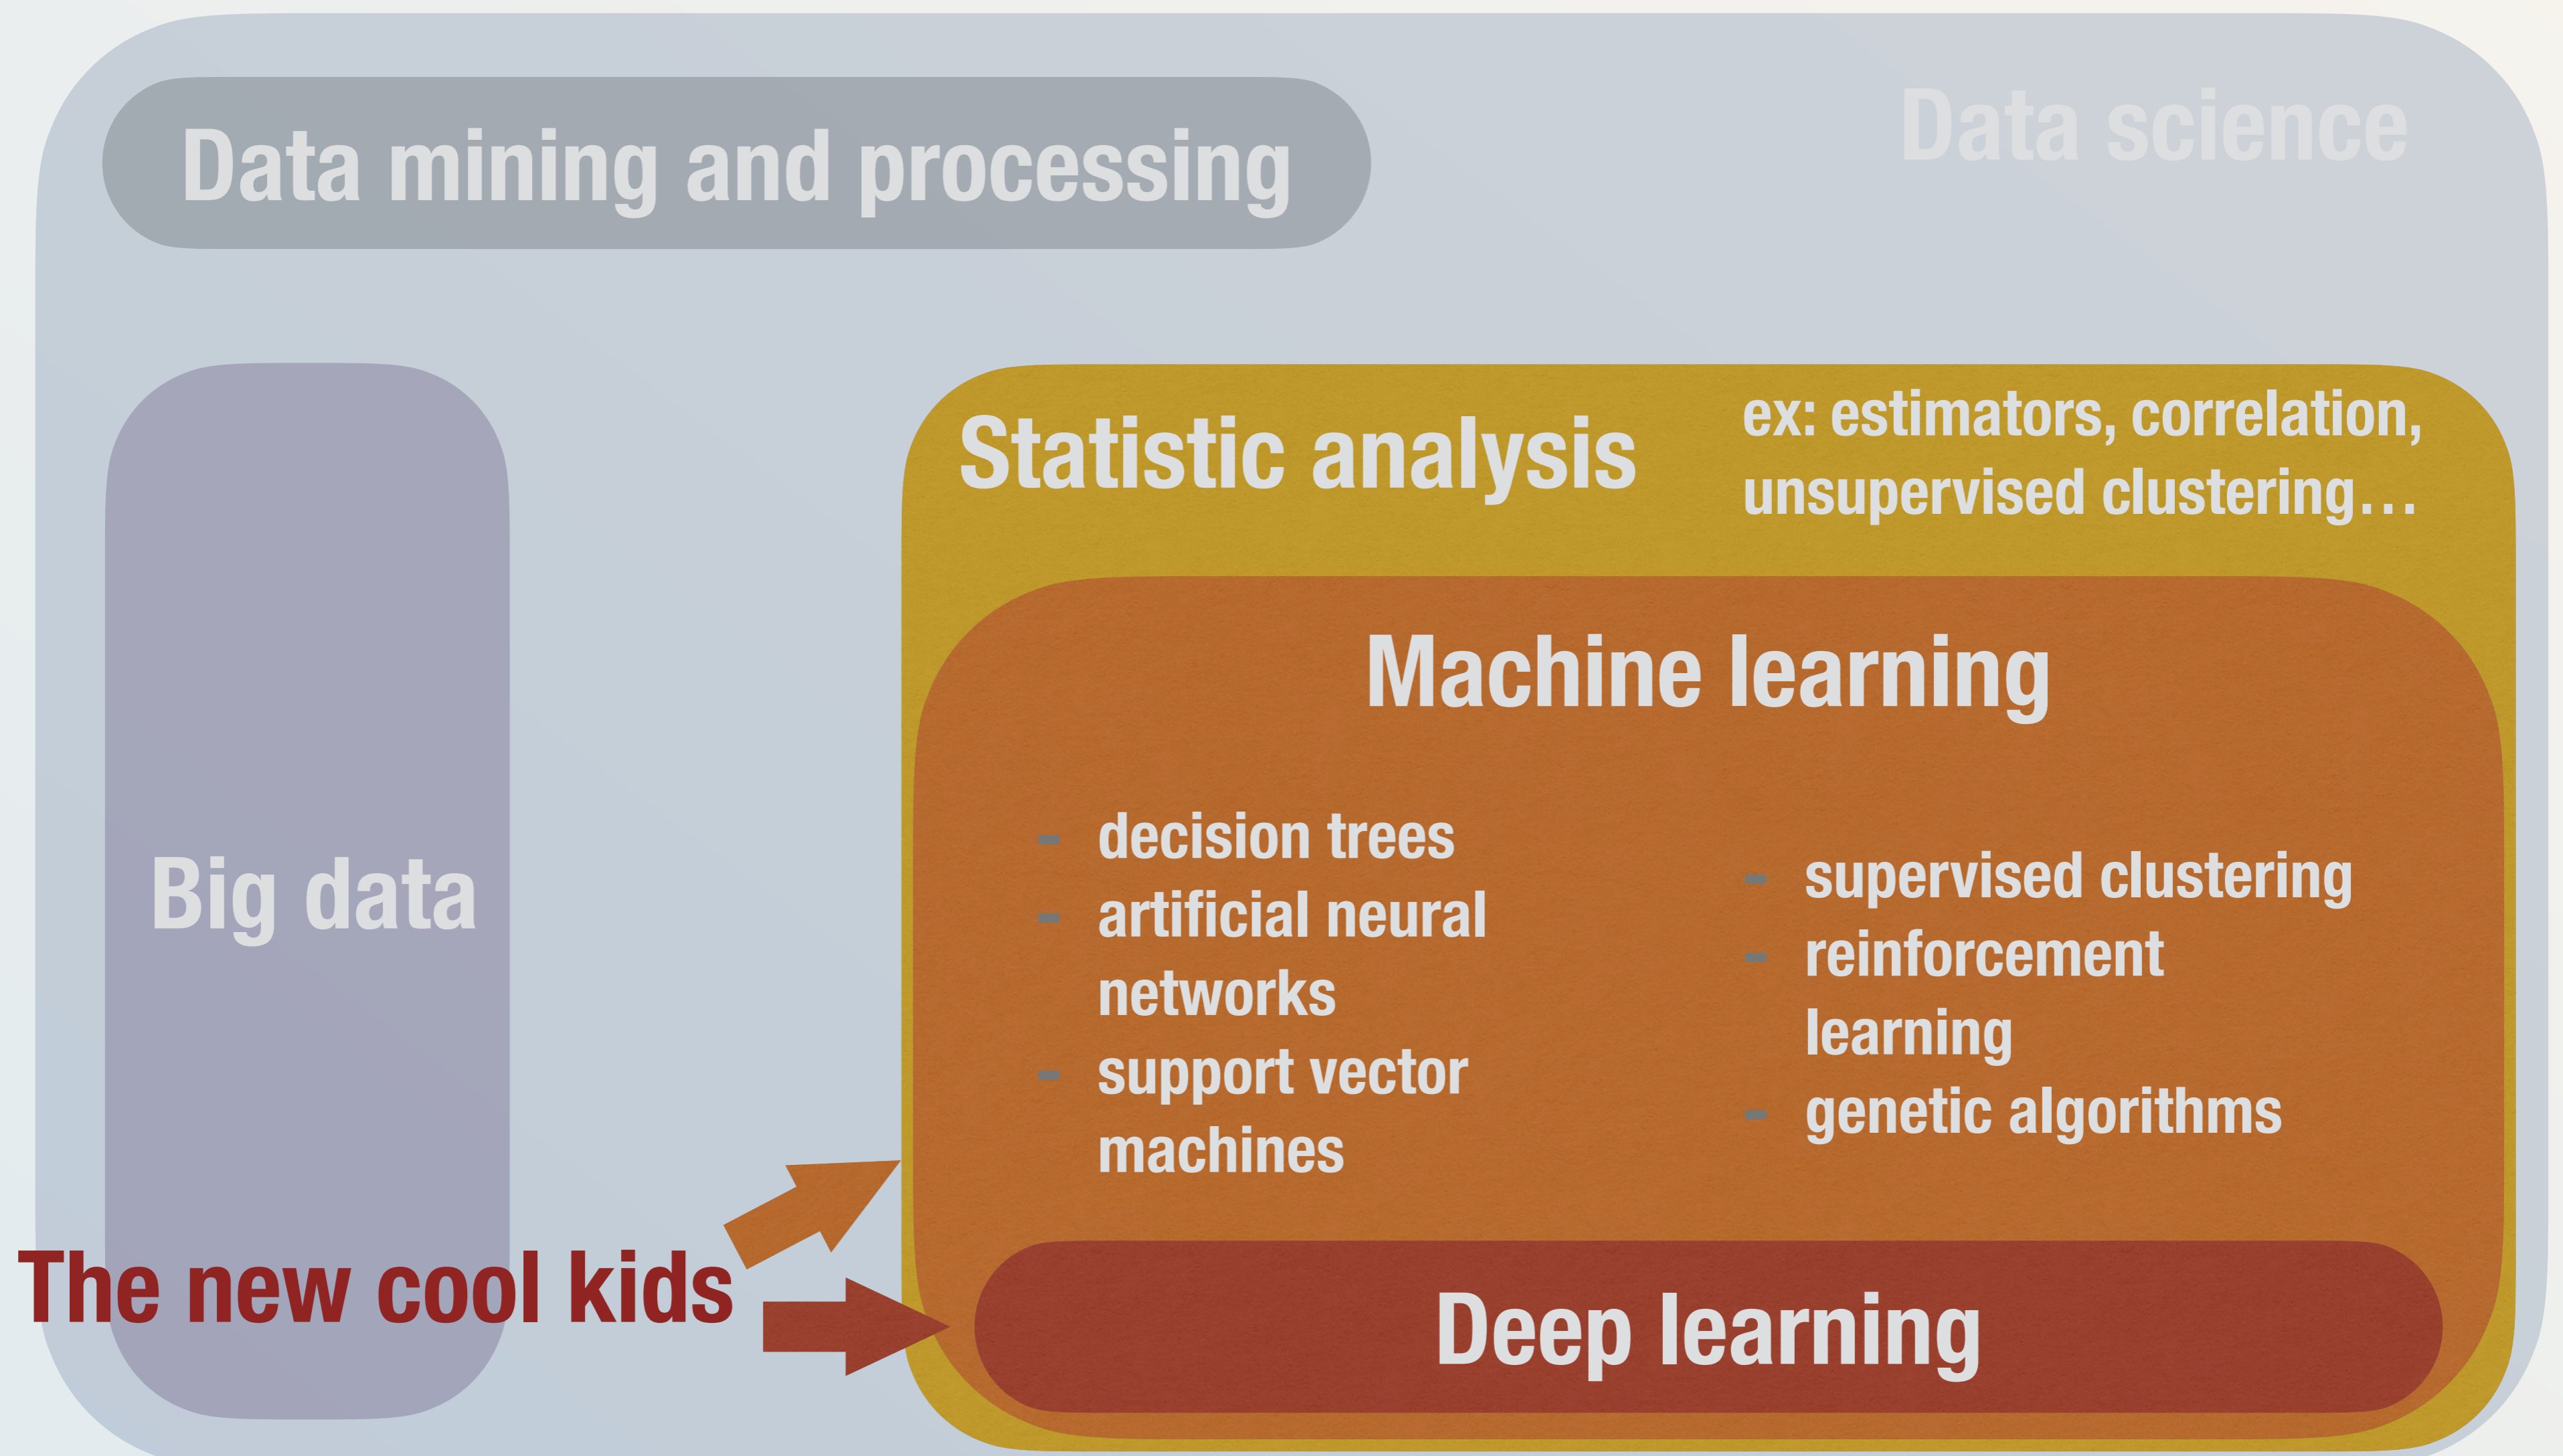 Data mining and processing
Data science
Statistic analysis
ex: estimators, correlation,
unsupervised clustering…
Machine learning
- decision trees
- artificial neural
networks
- support vector
machines
- supervised clustering
- reinforcement
learning
- genetic algorithms
Big data
The new cool kids
Deep learning